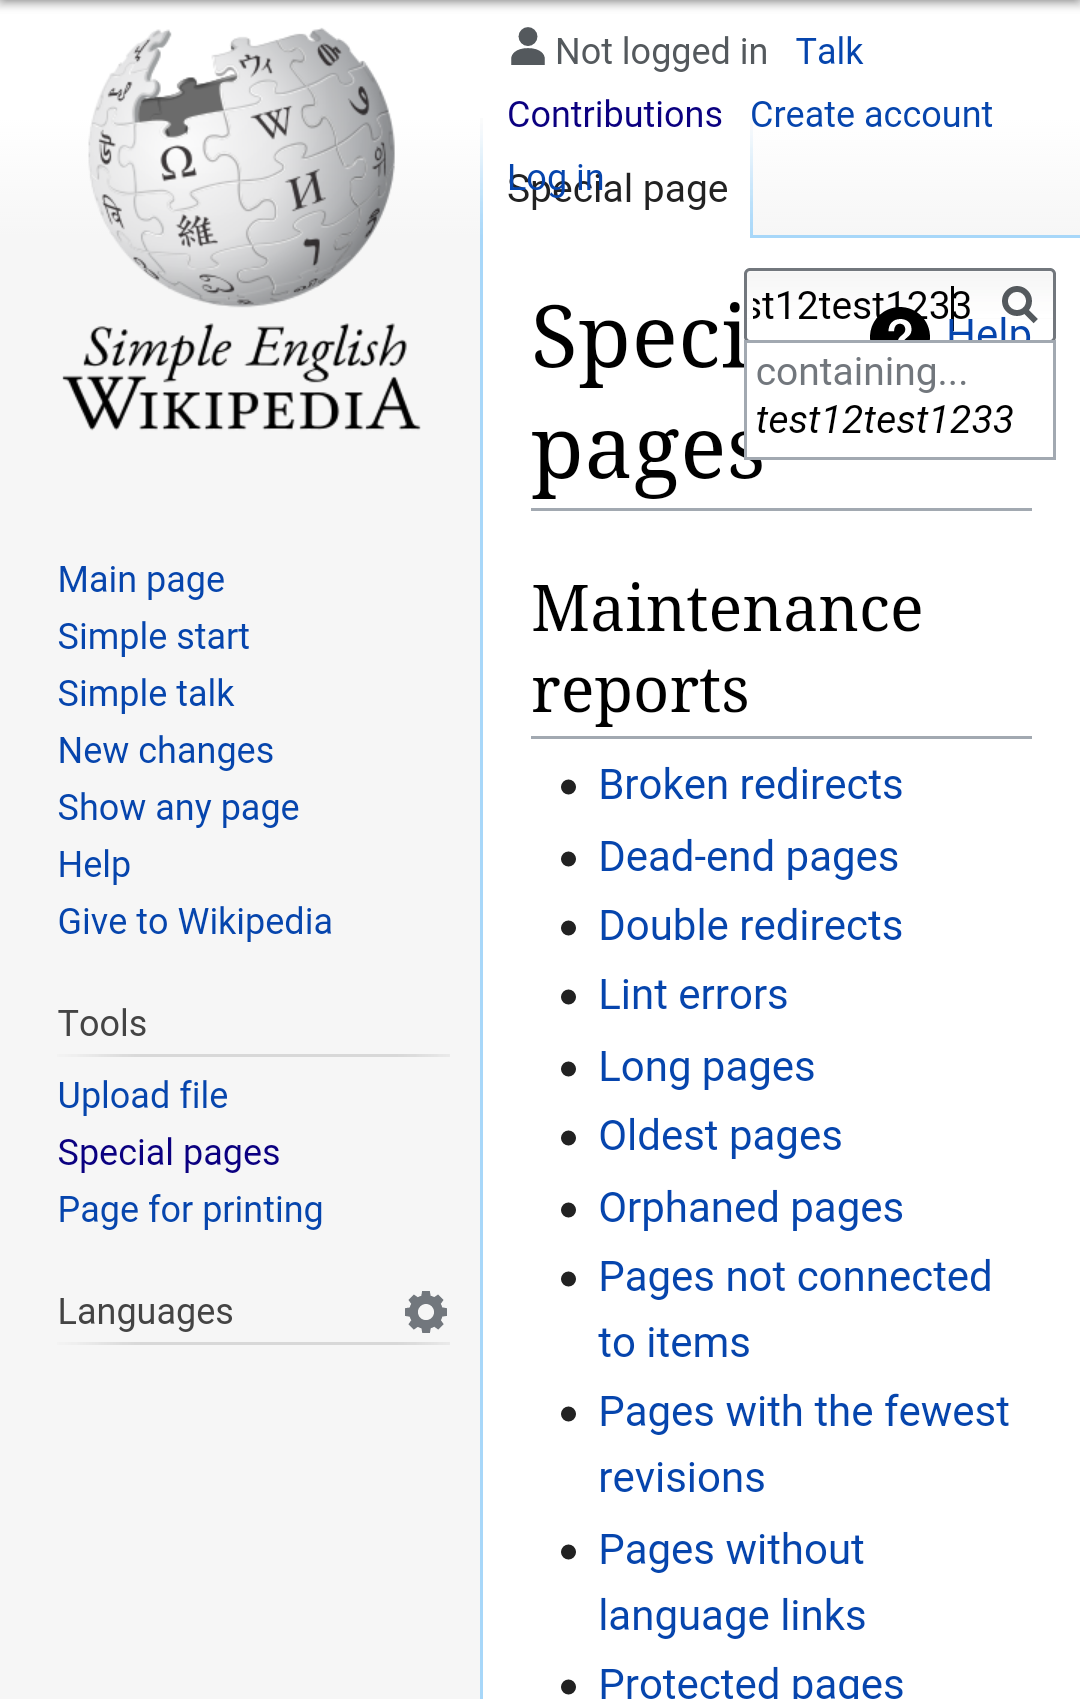 Simple English
WIKIPEDIA
Not logged in Talk
Contributions Create account
Log in
Special page
st12test1233
Help
containing...
test12test1233
Main page
Simple start
Simple talk
New changes
Show any page
Help
Give to Wikipedia
Tools
Upload file
Special pages
Page for printing
Languages
Speci
pages
Maintenance
reports
Broken redirects
Dead-end pages
Double redirects
Lint errors
Long pages
Oldest pages
Orphaned pages
Pages not connected
to items
Pages with the fewest
revisions
Pages without
language links
Protected pages